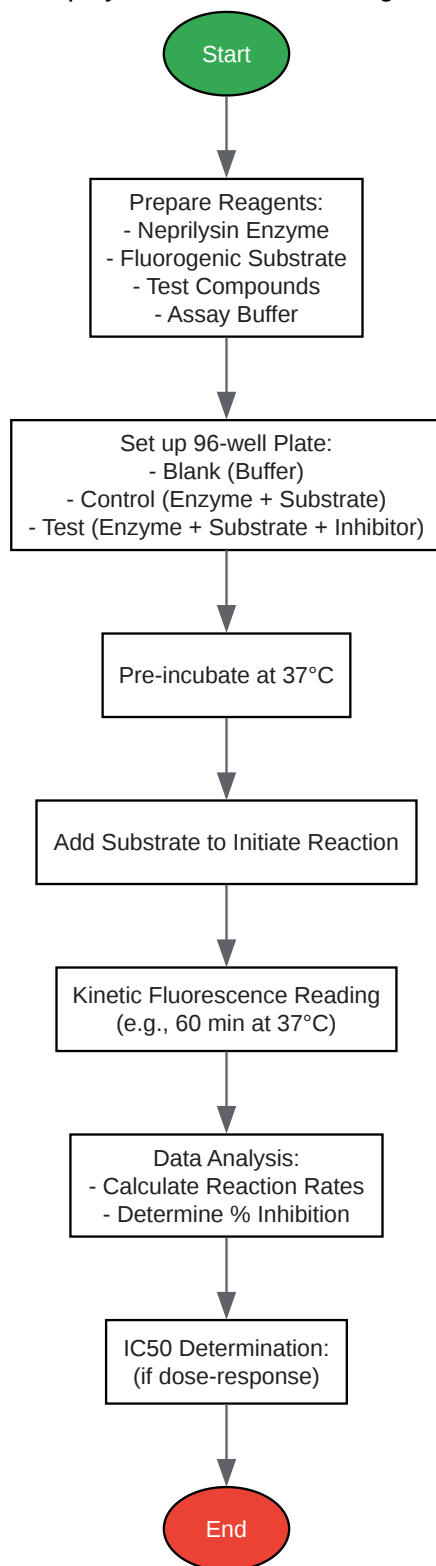 Start
Prepare Reagents:
- Neprilysin Enzyme
- Fluorogenic Substrate
- Test Compounds
- Assay Buffer
Set up 96-well Plate:
- Blank (Buffer)
- Control (Enzyme + Substrate)
- Test (Enzyme + Substrate + Inhibitor)
Pre-incubate at 37°C
Add Substrate to Initiate Reaction
Kinetic Fluorescence Reading
(e.g., 60 min at 37°C)
Data Analysis:
- Calculate Reaction Rates
- Determine % Inhibition
IC50 Determination:
(if dose-response)
End